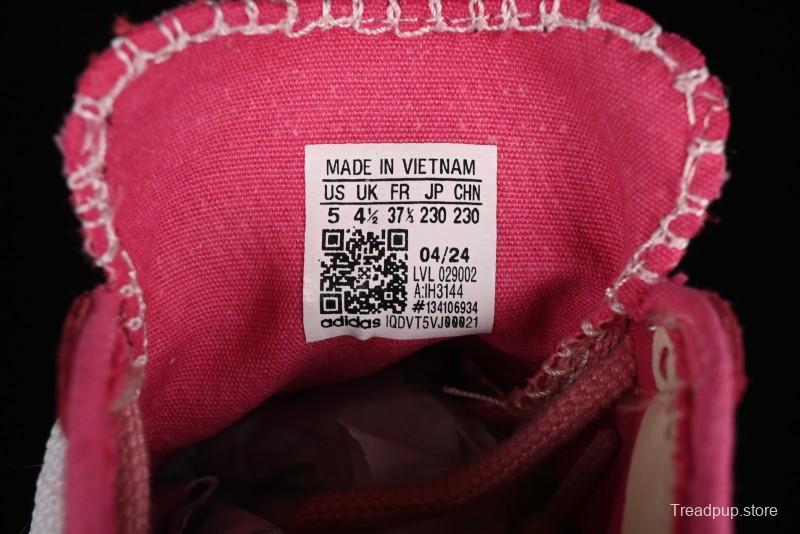 MADE IN VIETNAM
US UK FR JP CHN
5 4½ 37⅓ 230 230
04/24
LVL 029002
A:IH3144
#134106934
adidas IQDVT5VJ00021
Treadpup.store